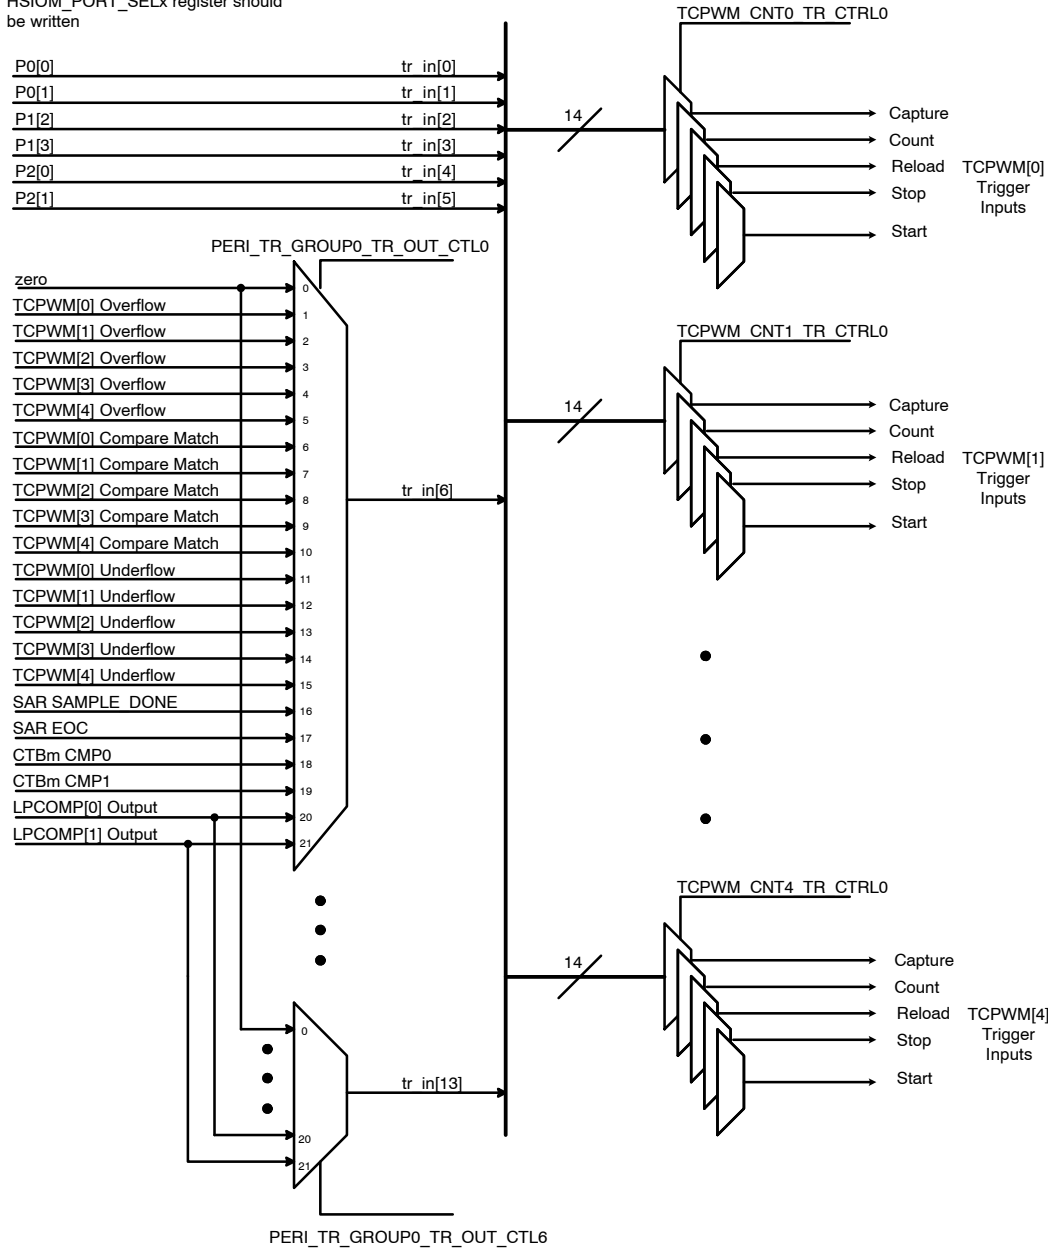 HSIOM_PORT_SELx register should
be written
P0[0] tr_in[0]
P0[1] tr_in[1]
P1[2] tr_in[2]
P1[3] tr_in[3]
P2[0] tr_in[4]
P2[1] tr_in[5]
PERI_TR_GROUP0_TR_OUT_CTL0
zero 0
TCPWM[0] Overflow 1
TCPWM[1] Overflow 2
TCPWM[2] Overflow 3
TCPWM[3] Overflow 4
TCPWM[4] Overflow 5
TCPWM[0] Compare Match 6
TCPWM[1] Compare Match 7
TCPWM[2] Compare Match 8
TCPWM[3] Compare Match 9
TCPWM[4] Compare Match 10
TCPWM[0] Underflow 11
TCPWM[1] Underflow 12
TCPWM[2] Underflow 13
TCPWM[3] Underflow 14
TCPWM[4] Underflow 15
SAR SAMPLE_DONE 16
SAR EOC 17
CTBm CMP0 18
CTBm CMP1 19
LPCOMP[0] Output 20
LPCOMP[1] Output 21
tr_in[6]
0
20
21
tr_in[13]
PERI_TR_GROUP0_TR_OUT_CTL6
TCPWM_CNT0_TR_CTRL0
14
Capture
Count
Reload
Stop
Start
TCPWM[0]
Trigger
Inputs
TCPWM_CNT1_TR_CTRL0
14
Capture
Count
Reload
Stop
Start
TCPWM[1]
Trigger
Inputs
TCPWM_CNT4_TR_CTRL0
14
Capture
Count
Reload
Stop
Start
TCPWM[4]
Trigger
Inputs